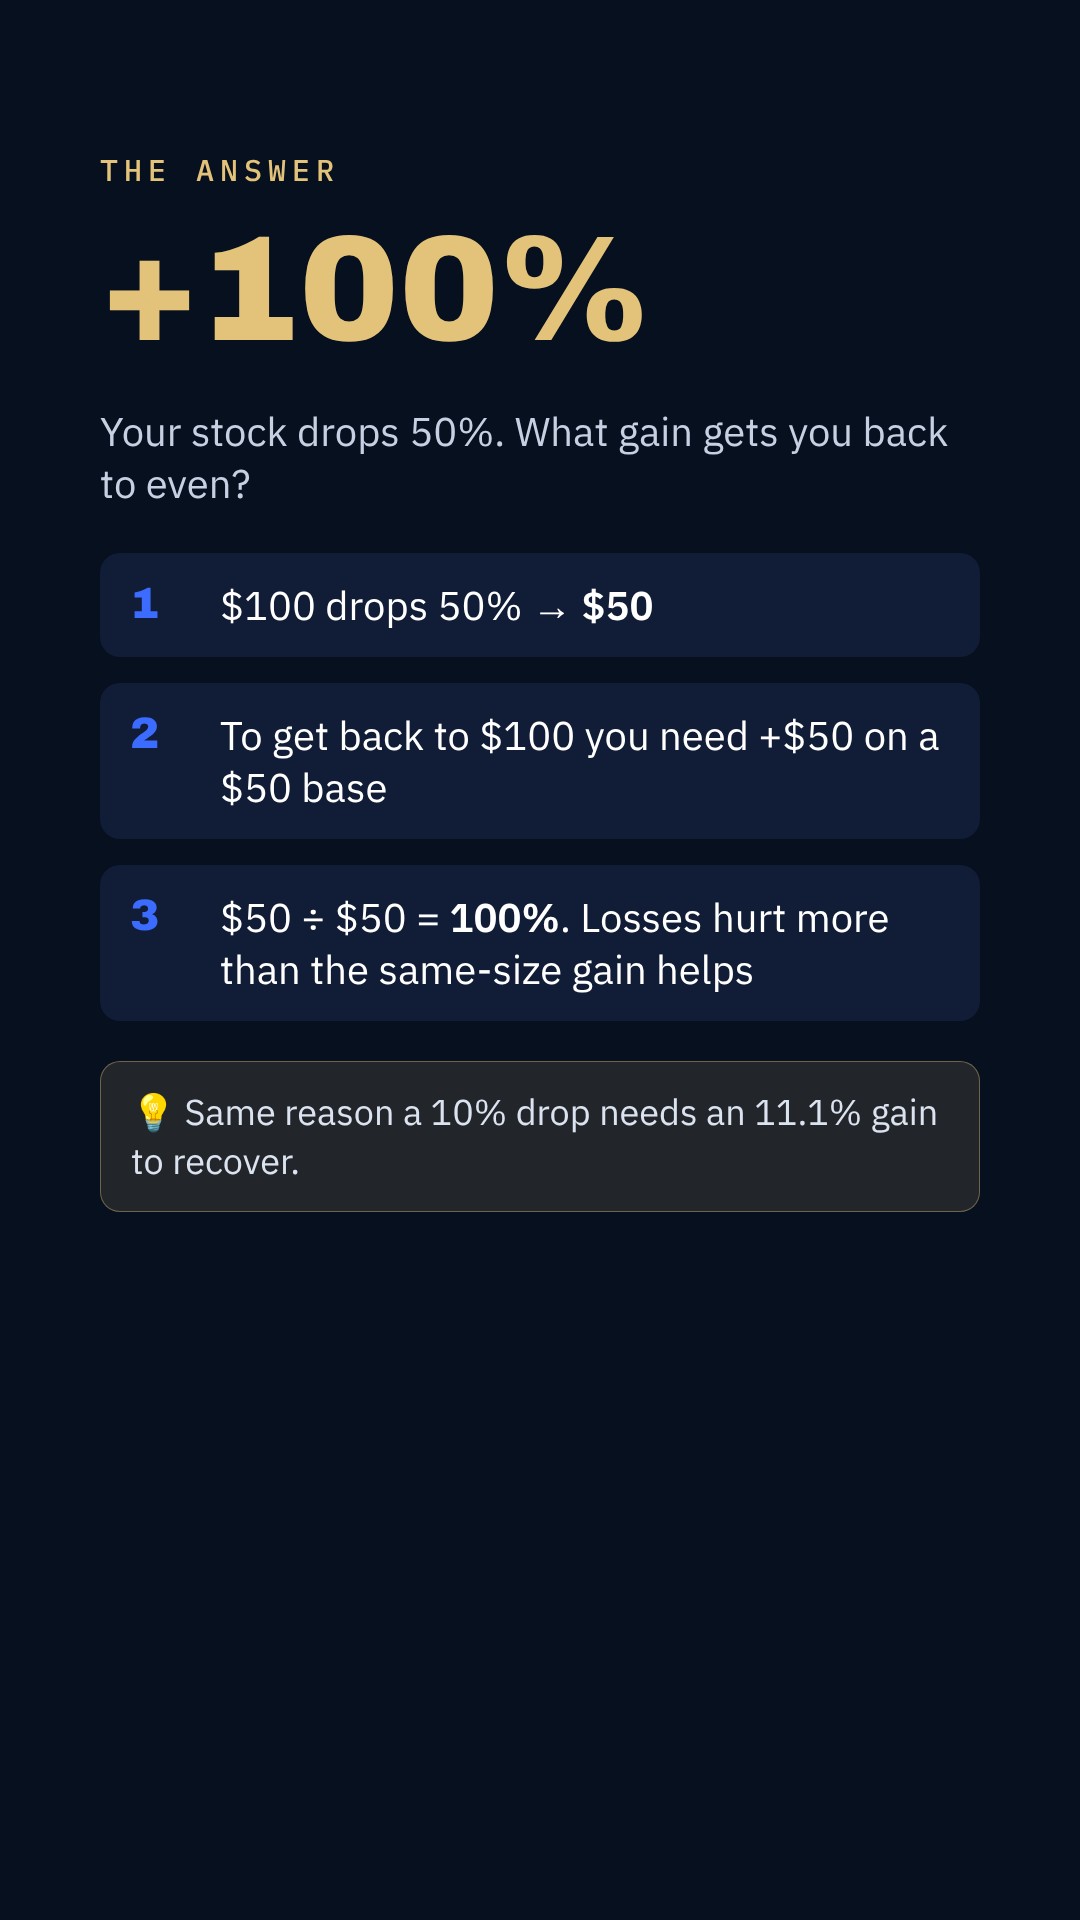 THE ANSWER
+100%
Your stock drops 50%. What gain gets you back
to even?
1 $100 drops 50% → $50
2 To get back to $100 you need +$50 on a
$50 base
3 $50 ÷ $50 = 100%. Losses hurt more
than the same-size gain helps
💡 Same reason a 10% drop needs an 11.1% gain
to recover.